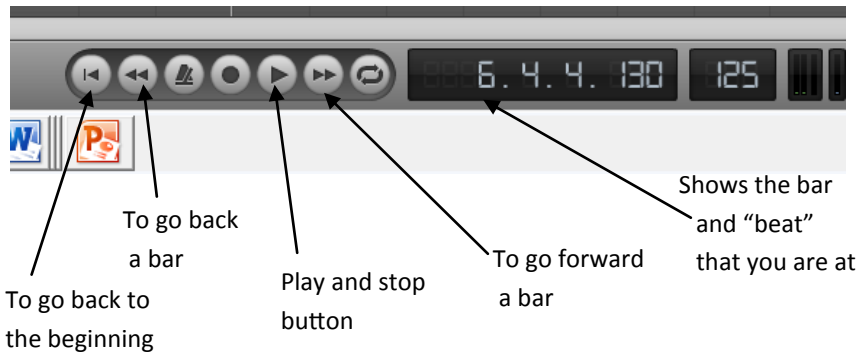 6. 4. 4. 130
125
W
P
To go back to
the beginning
To go back
a bar
Play and stop
button
To go forward
a bar
Shows the bar
and “beat”
that you are at